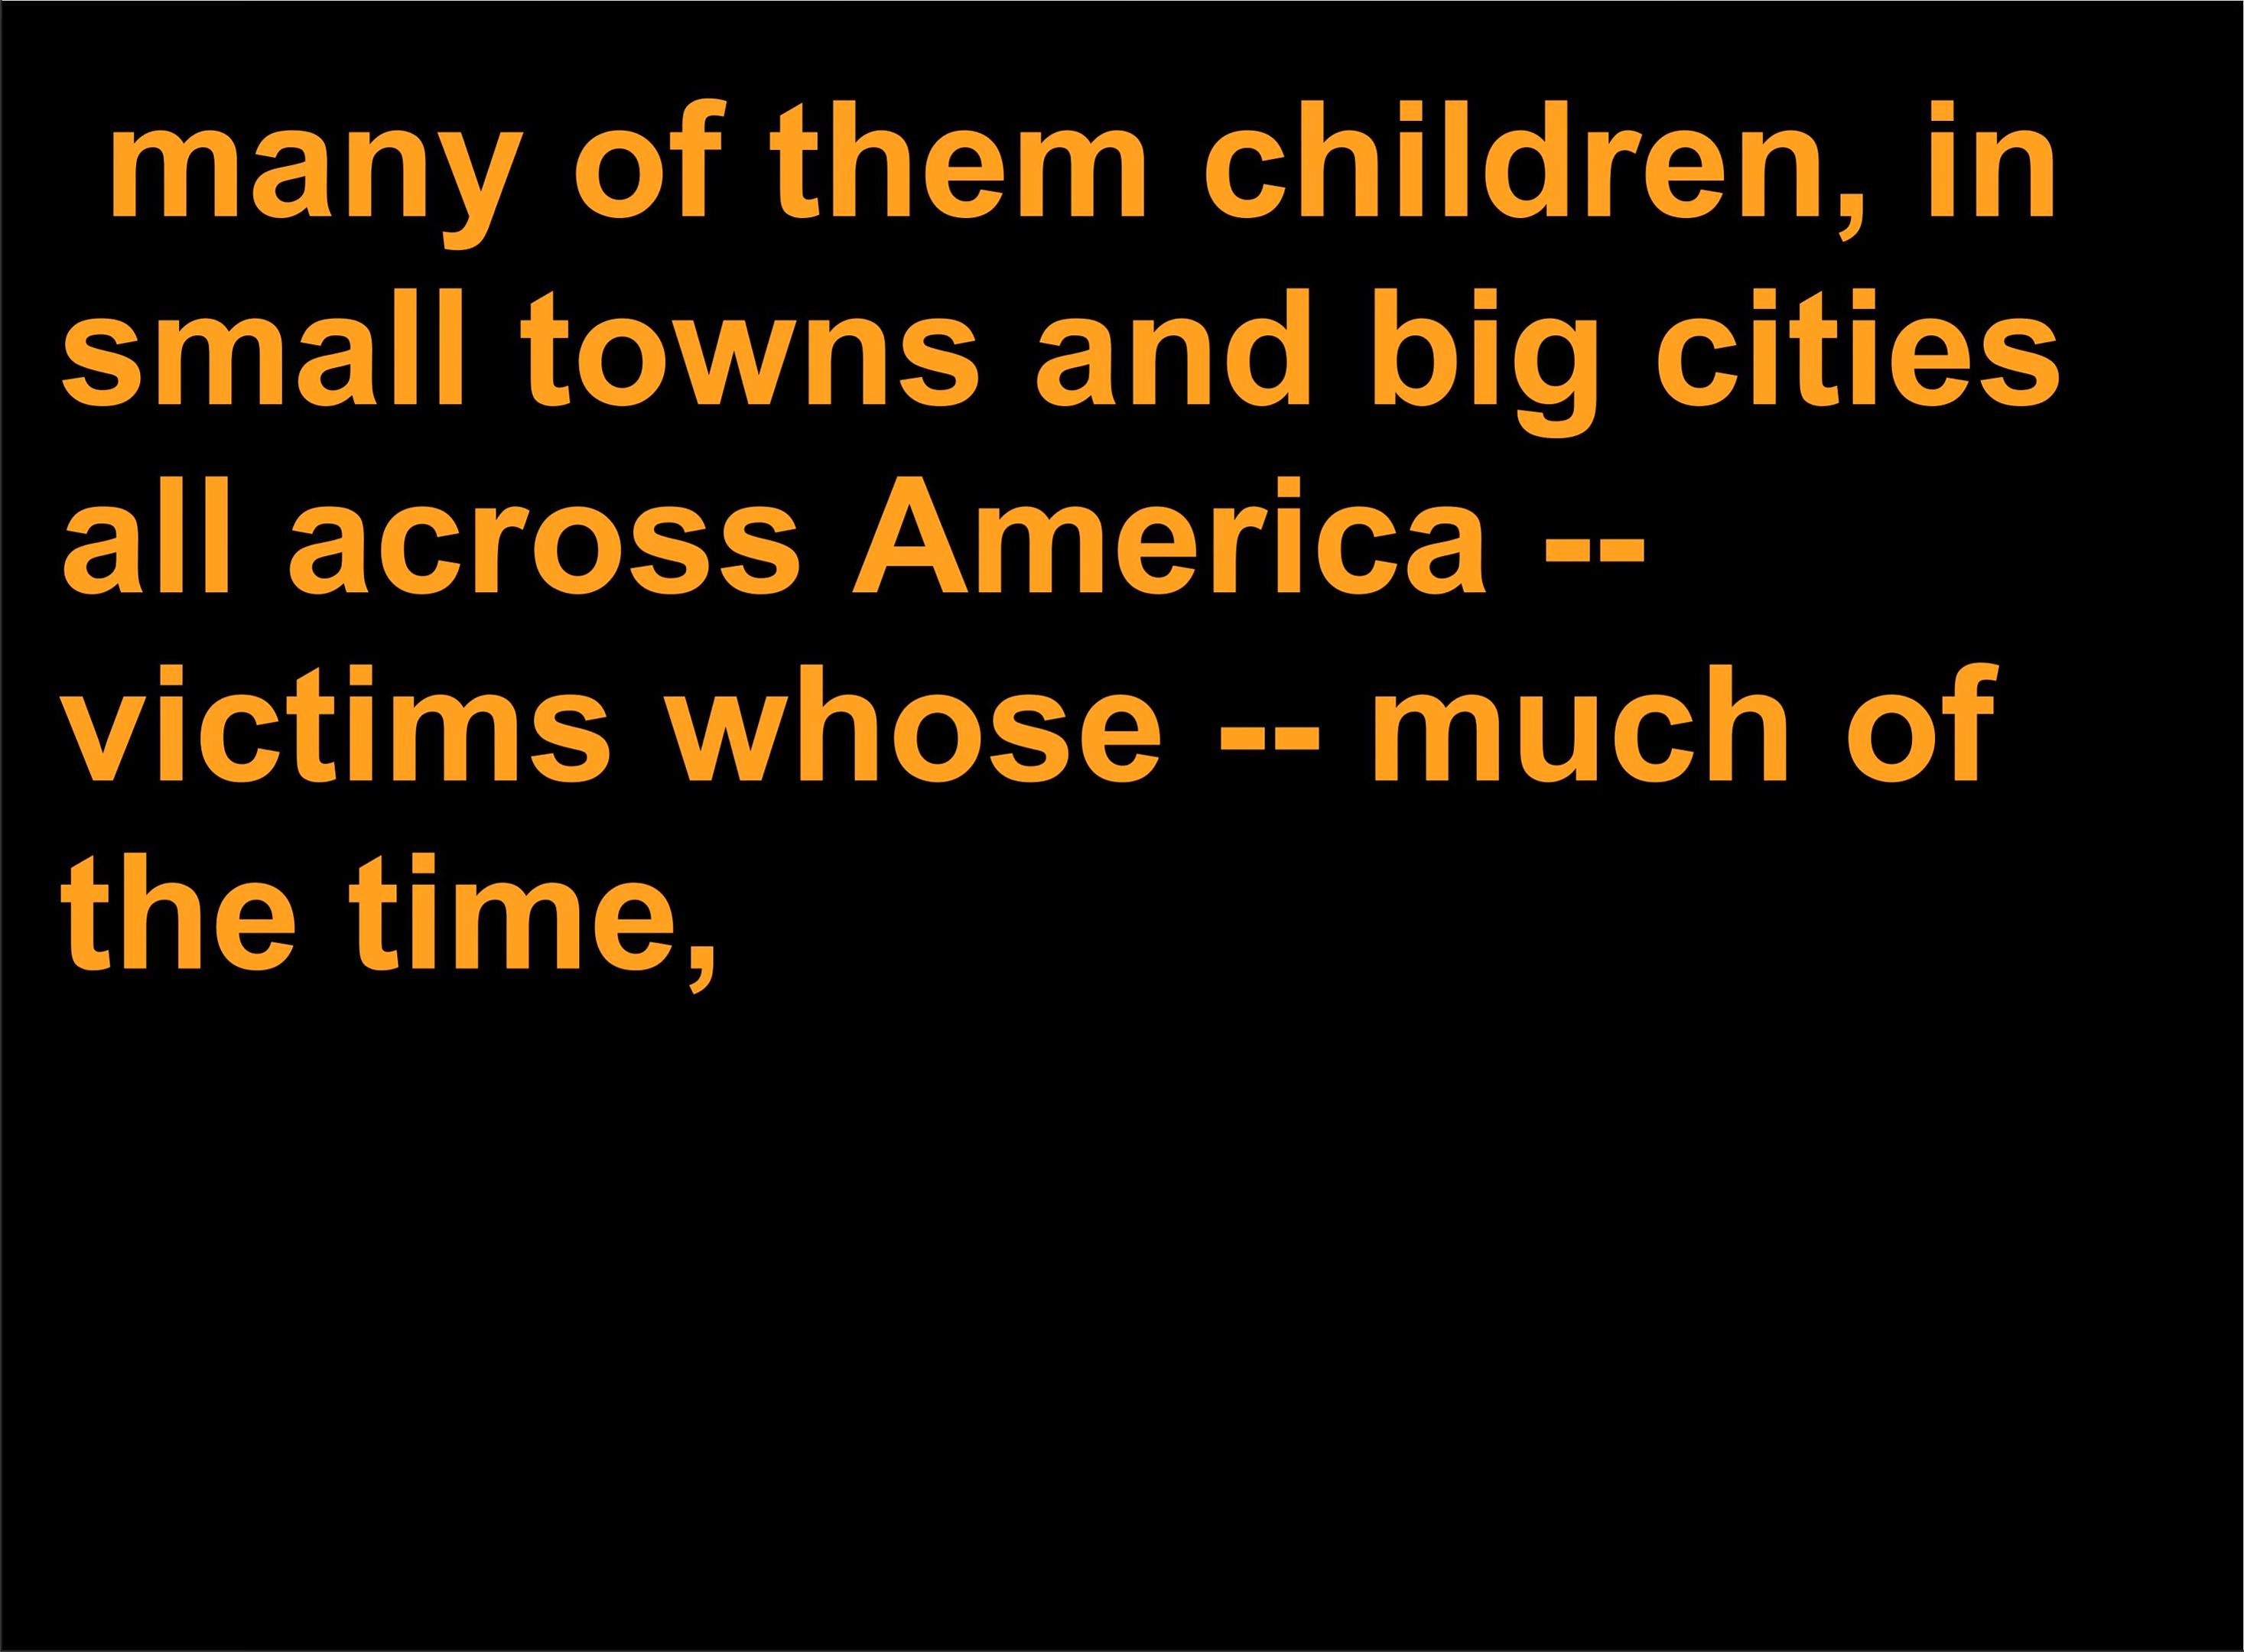 many of them children, in
small towns and big cities
all across America --
victims whose -- much of
the time,